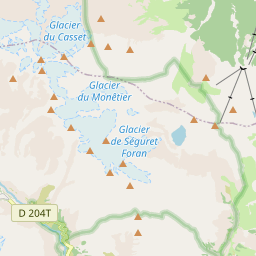 Glacier
du Casset
Glacier
du Monêtier
Glacier
de Séguret
Foran
D 204T